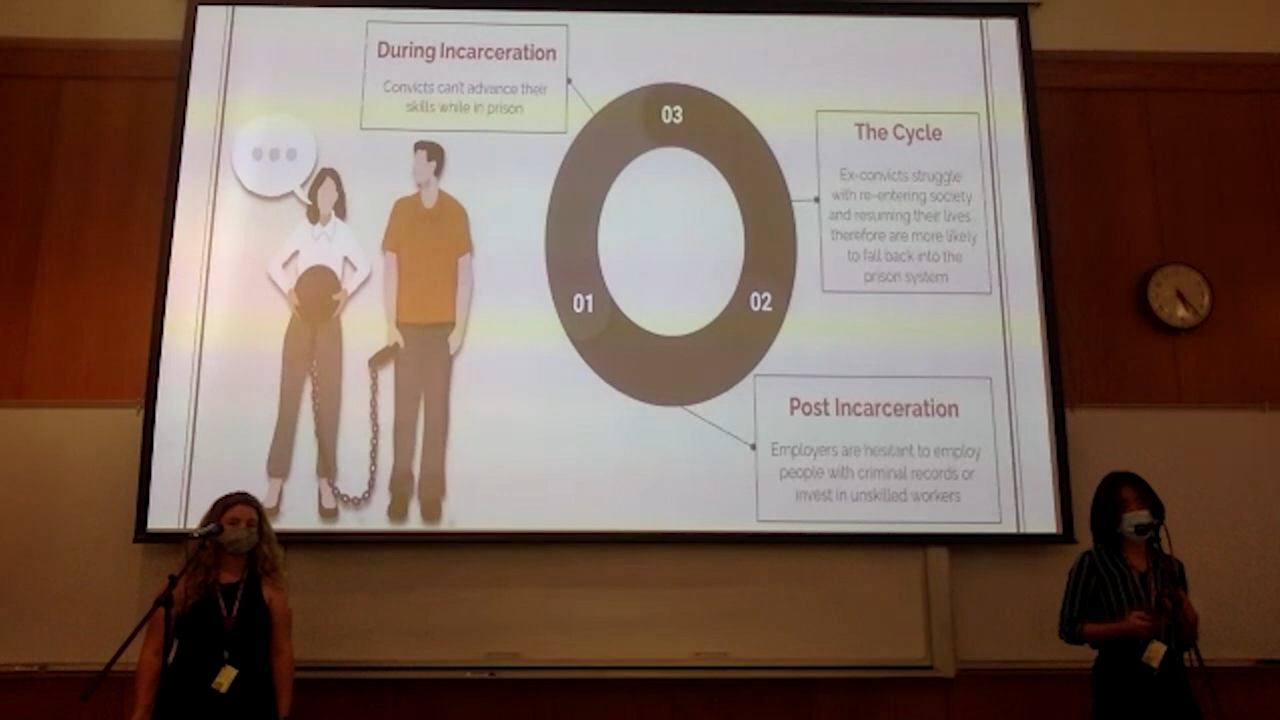 During Incarceration
Convicts can't advance their
skills while in prison
03
The Cycle
Ex-convicts struggle
with re-entering society
and resuming their lives
therefore are more likely
to fall back into the
prison system
01
02
Post Incarceration
Employers are hesitant to employ
people with criminal records or
invest in unskilled workers